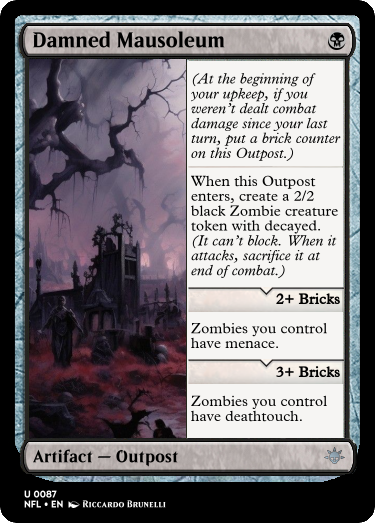 Damned Mausoleum
(At the beginning of
your upkeep, if you
weren't dealt combat
damage since your last
turn, put a brick counter
on this Outpost.)
When this Outpost
enters, create a 2/2
black Zombie creature
token with decayed.
(It can't block. When it
attacks, sacrifice it at
end of combat.)
2+ Bricks
Zombies you control
have menace.
3+ Bricks
Zombies you control
have deathtouch.
Artifact — Outpost
U 0087
NFL • EN Riccardo Brunelli